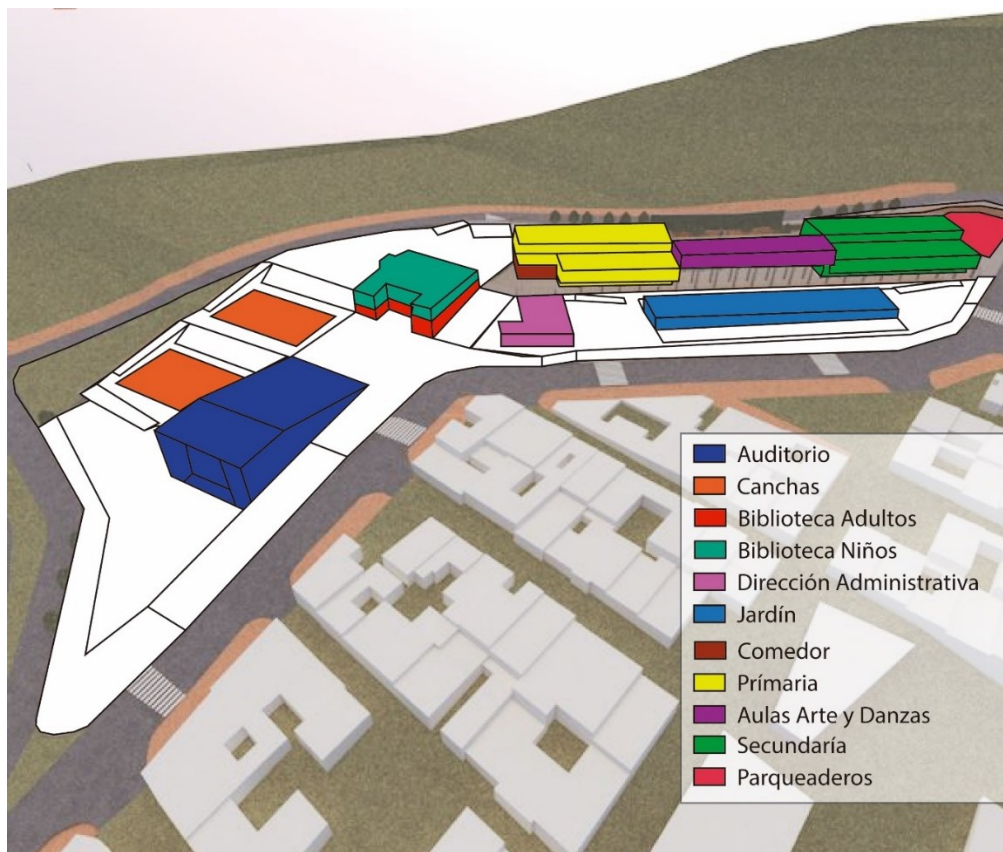 Auditorio
Canchas
Biblioteca Adultos
Biblioteca Niños
Dirección Administrativa
Jardín
Comedor
Prímaria
Aulas Arte y Danzas
Secundaría
Parqueaderos